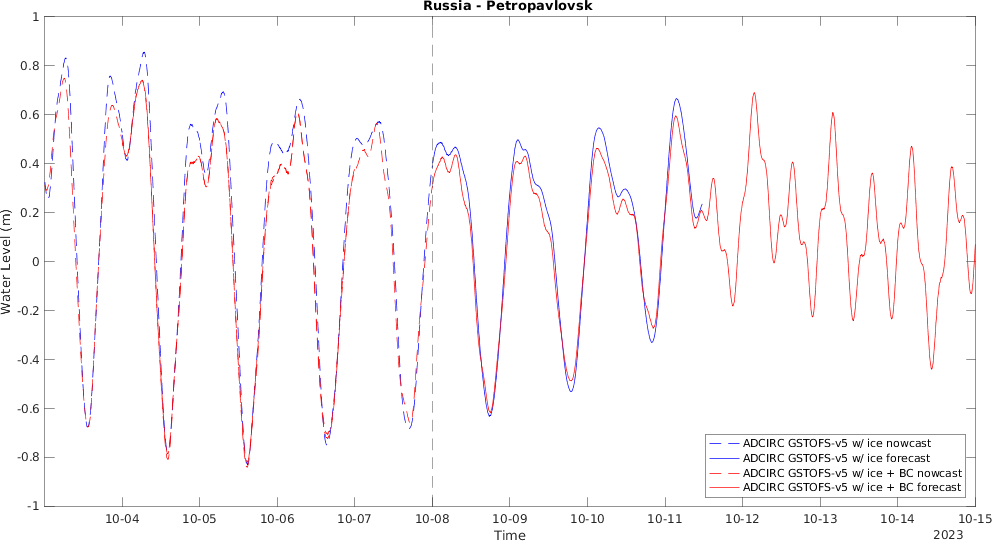 Russia - Petropavlovsk
1
0.8
0.6
0.4
0.2
0
-0.2
-0.4
-0.6
-0.8
-1
Water Level (m)
ADCIRC GSTOFS-v5 w/ ice nowcast
ADCIRC GSTOFS-v5 w/ ice forecast
ADCIRC GSTOFS-v5 w/ ice + BC nowcast
ADCIRC GSTOFS-v5 w/ ice + BC forecast
10-04 10-05 10-06 10-07 10-08 10-09 10-10 10-11 10-12 10-13 10-14 10-15
Time
2023